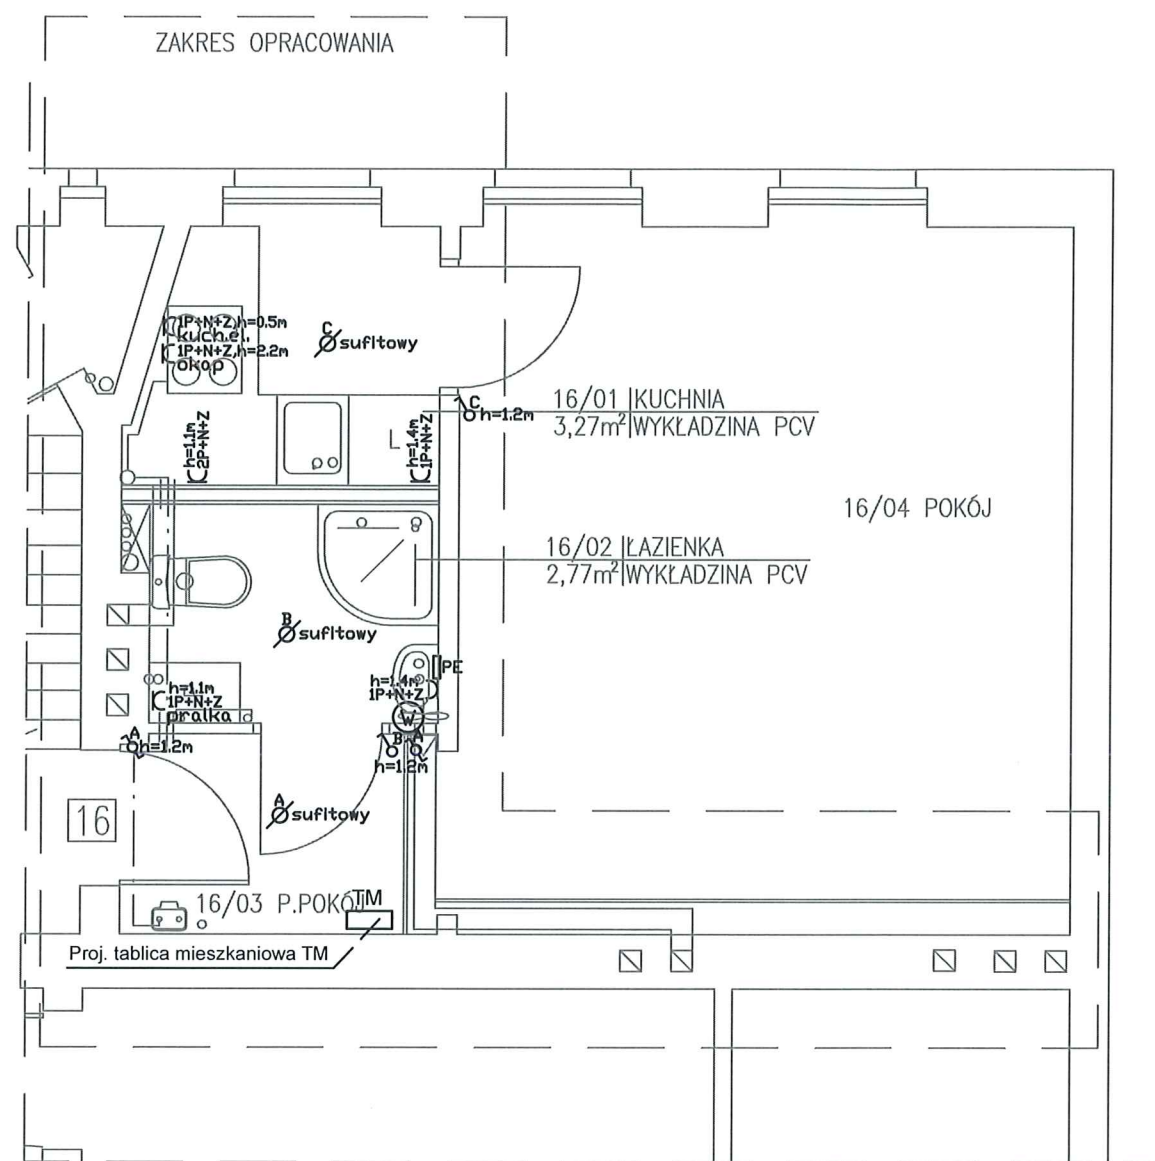 ZAKRES OPRACOWANIA
1P+N+Z,h=0.5m
kuch.el.
1P+N+Z,h=2.2m
okap
C
sufitowy
C
h=1.2m
16/01 KUCHNIA
3,27m² WYKŁADZINA PCV
h=1.1m
2P+N+Z
L
h=1.4m
1P+N+Z
16/04 POKÓJ
16/02 ŁAZIENKA
2,77m² WYKŁADZINA PCV
B
sufitowy
PE
h=1.4m
1P+N+Z
h=1.1m
1P+N+Z
pralka
W
A
h=1.2m
B A
h=1.2m
A
sufitowy
16
16/03 P.POKÓJ
TM
Proj. tablica mieszkaniowa TM